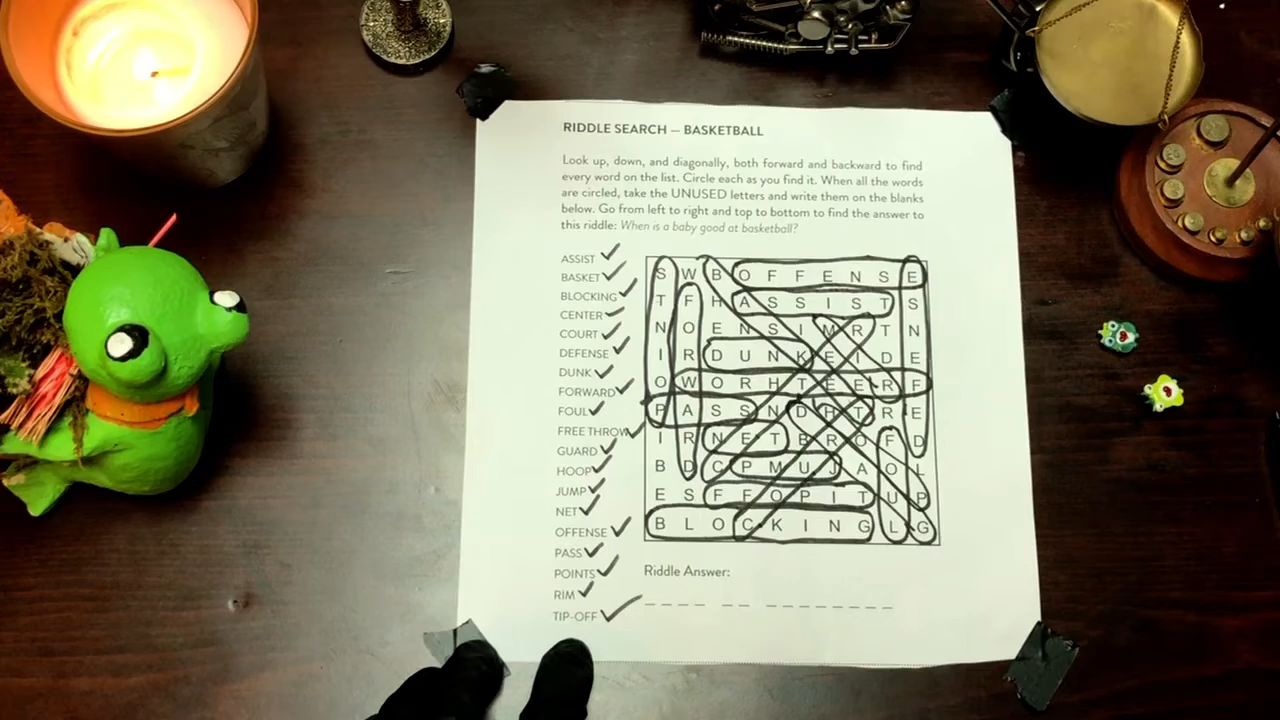 RIDDLE SEARCH – BASKETBALL
Look up, down, and diagonally, both forward and backward to find
every word on the list. Circle each as you find it. When all the words
are circled, take the UNUSED letters and write them on the blanks
below. Go from left to right and top to bottom to find the answer to
this riddle: When is a baby good at basketball?
ASSIST
BASKET
BLOCKING
CENTER
COURT
DEFENSE
DUNK
FORWARD
FOUL
FREE THROW
GUARD
HOOP
JUMP
NET
OFFENSE
PASS
POINTS
RIM
TIP-OFF
S W B O F F E N S E
T F H A S S I S T S
N O E N S I M R T N
I R D U N K E I D E
O W O R H T E E R F
P A S S N D H T R E
I R N E T B R O F D
B D C P M U J A O L
E S F F O P I T U P
B L O C K I N G L G
Riddle Answer: